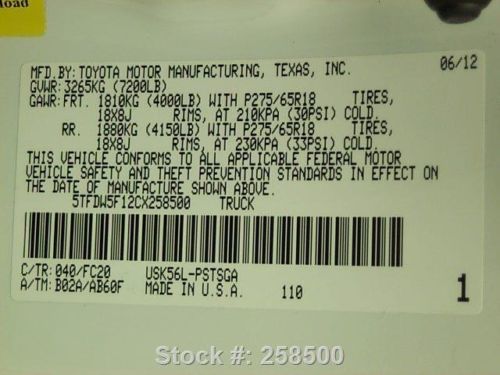 load
MFD.BY:TOYOTA MOTOR MANUFACTURING, TEXAS, INC. 06/12
GVWR:3265KG (7200LB)
GAWR:FRT. 1810KG (4000LB) WITH P275/65R18 TIRES,
18X8J RIMS, AT 210KPA (30PSI) COLD.
RR. 1880KG (4150LB) WITH P275/65R18 TIRES,
18X8J RIMS, AT 230KPA (33PSI) COLD.
THIS VEHICLE CONFORMS TO ALL APPLICABLE FEDERAL MOTOR
VEHICLE SAFETY AND THEFT PREVENTION STANDARDS IN EFFECT ON
THE DATE OF MANUFACTURE SHOWN ABOVE.
5TFDW5F12CX258500 TRUCK
C/TR:040/FC20 USK56L-PSTSGA
A/TM:B02A/AB60F MADE IN U.S.A. 110 1
Stock #: 258500